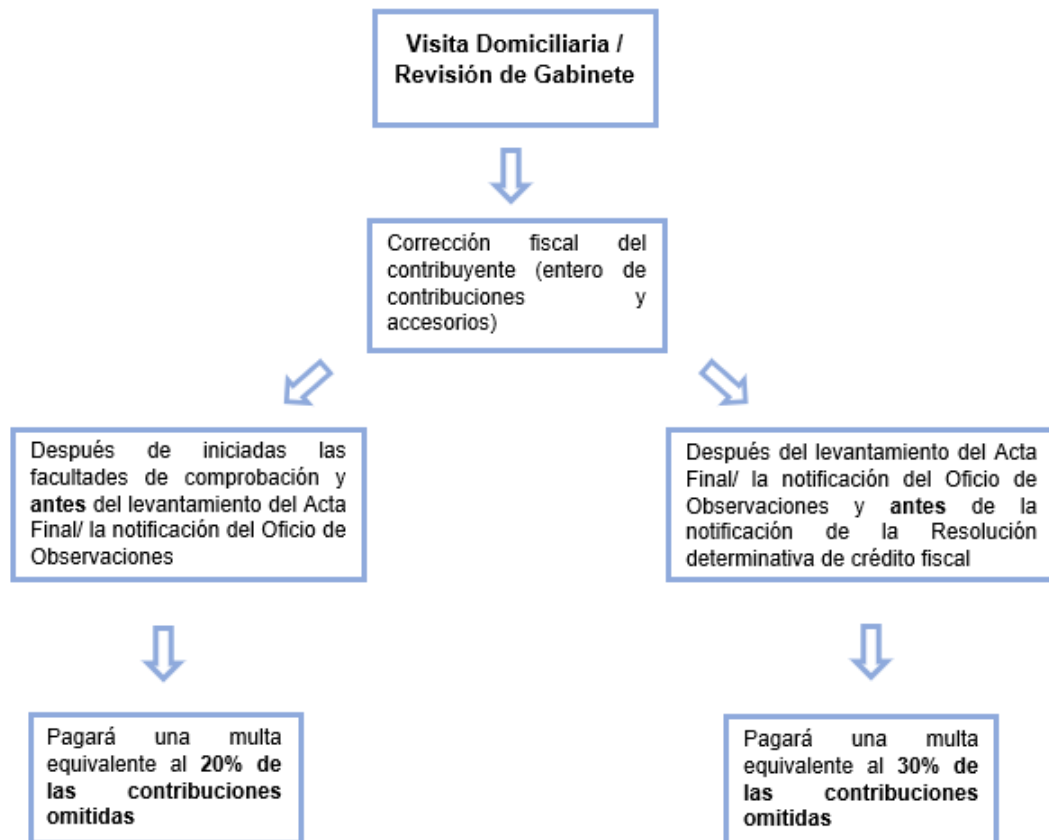 Visita Domiciliaria /
Revisión de Gabinete
Corrección fiscal del
contribuyente (entero de
contribuciones y
accesorios)
Después de iniciadas las
facultades de comprobación y
antes del levantamiento del Acta
Final/ la notificación del Oficio de
Observaciones
Después del levantamiento del Acta
Final/ la notificación del Oficio de
Observaciones y antes de la
notificación de la Resolución
determinativa de crédito fiscal
Pagará una multa
equivalente al 20% de
las contribuciones
omitidas
Pagará una multa
equivalente al 30% de
las contribuciones
omitidas